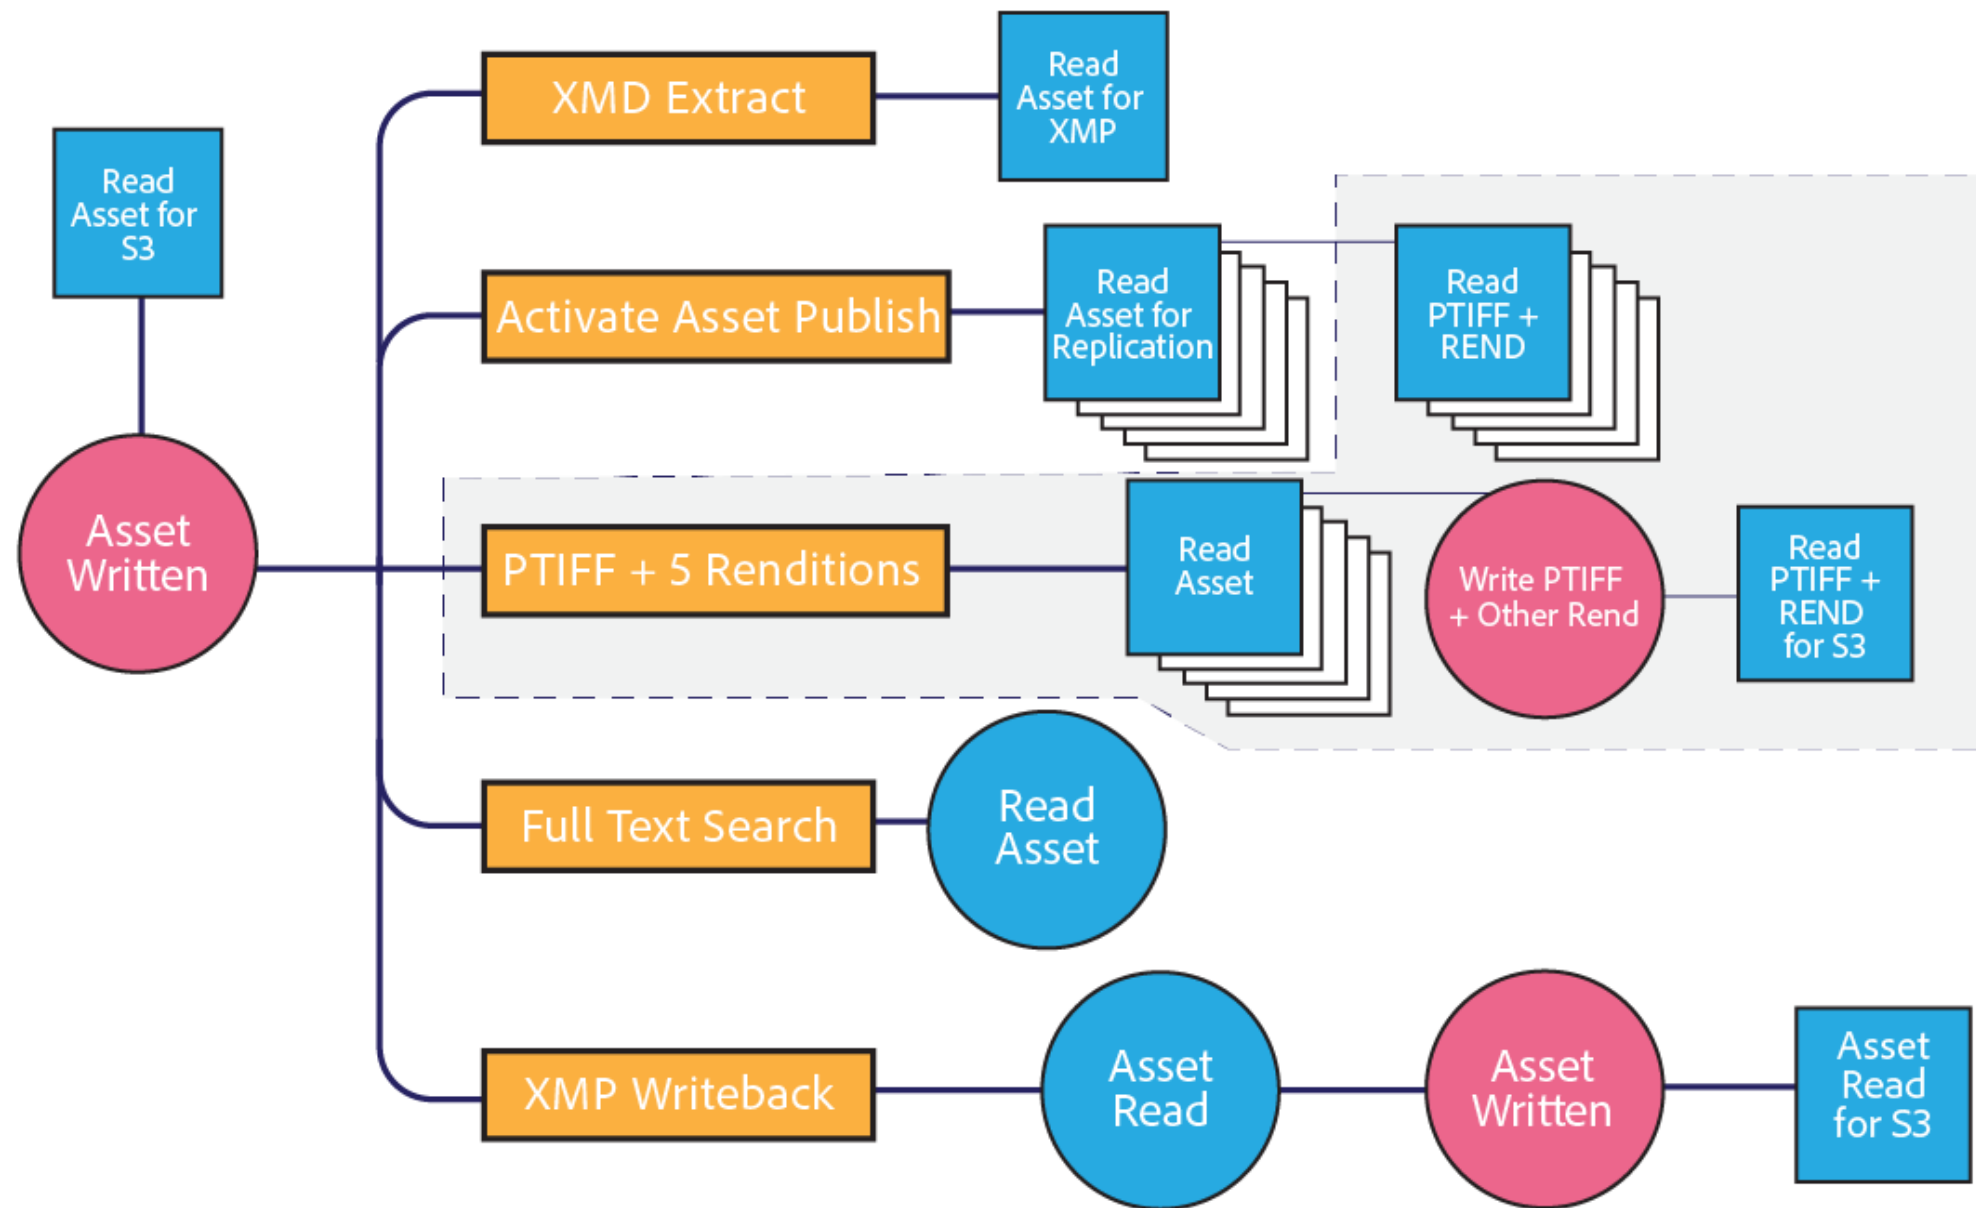 Read
Asset for
XMP
XMD Extract
Read
Asset for
S3
Activate Asset Publish
Read
Asset for
Replication
Read
PTIFF +
REND
Asset
Written
PTIFF + 5 Renditions
Read
Asset
Write PTIFF
+ Other Rend
Read
PTIFF +
REND
for S3
Full Text Search
Read
Asset
XMP Writeback
Asset
Read
Asset
Written
Asset
Read
for S3